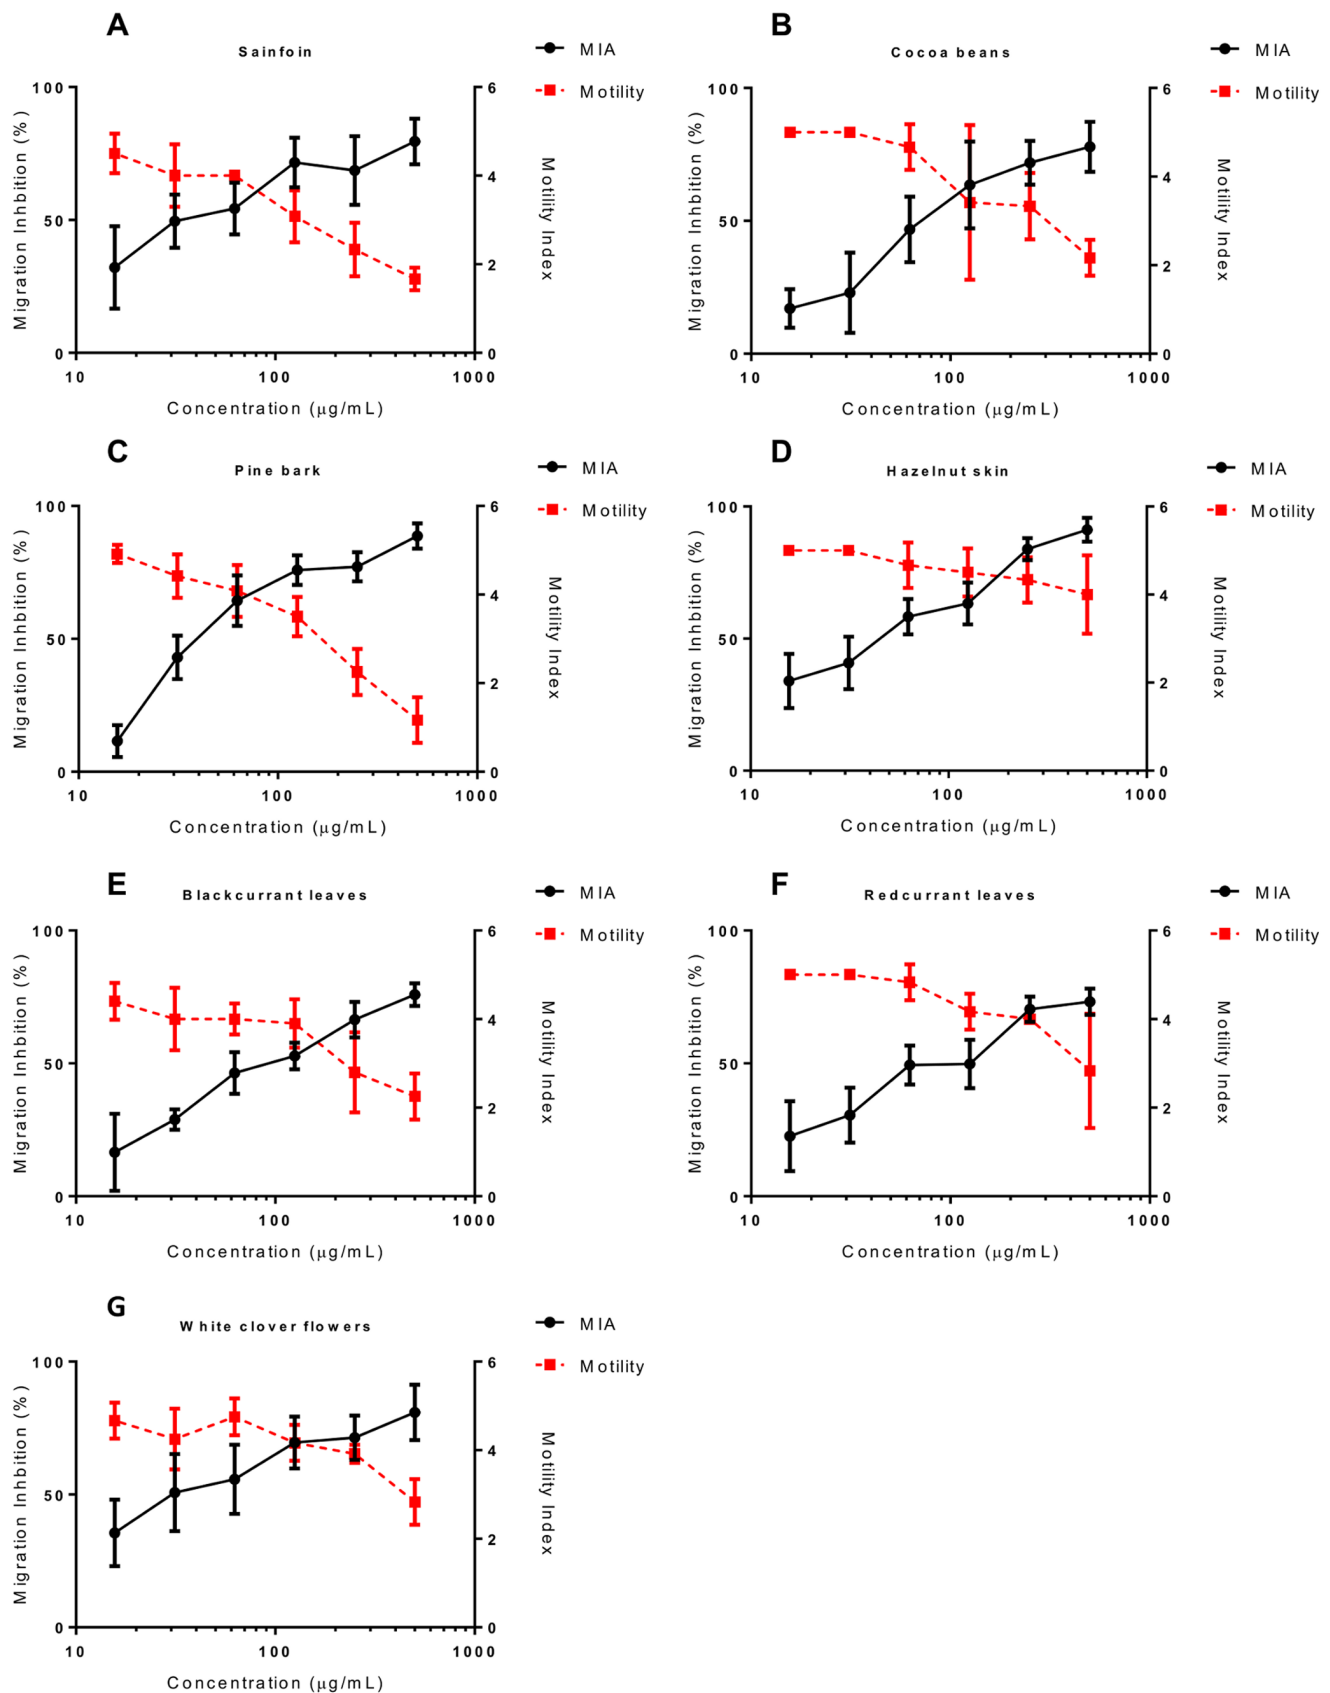 A
Sainfoin
MIA
Motility
100
50
0
Migration Inhbition (%)
6
4
2
0
Motility Index
10
100
1000
Concentration (µg/mL)
B
Cocoa beans
MIA
Motility
100
50
0
Migration Inhbition (%)
6
4
2
0
Motility Index
10
100
1000
Concentration (µg/mL)
C
Pine bark
MIA
Motility
100
50
0
Migration Inhbition (%)
6
4
2
0
Motility Index
10
100
1000
Concentration (µg/mL)
D
Hazelnut skin
MIA
Motility
100
50
0
Migration Inhbition (%)
6
4
2
0
Motility Index
10
100
1000
Concentration (µg/mL)
E
Blackcurrant leaves
MIA
Motility
100
50
0
Migration Inhbition (%)
6
4
2
0
Motility Index
10
100
1000
Concentration (µg/mL)
F
Redcurrant leaves
MIA
Motility
100
50
0
Migration Inhbition (%)
6
4
2
0
Motility Index
10
100
1000
Concentration (µg/mL)
G
White clover flowers
MIA
Motility
100
50
0
Migration Inhbition (%)
6
4
2
0
Motility Index
10
100
1000
Concentration (µg/mL)